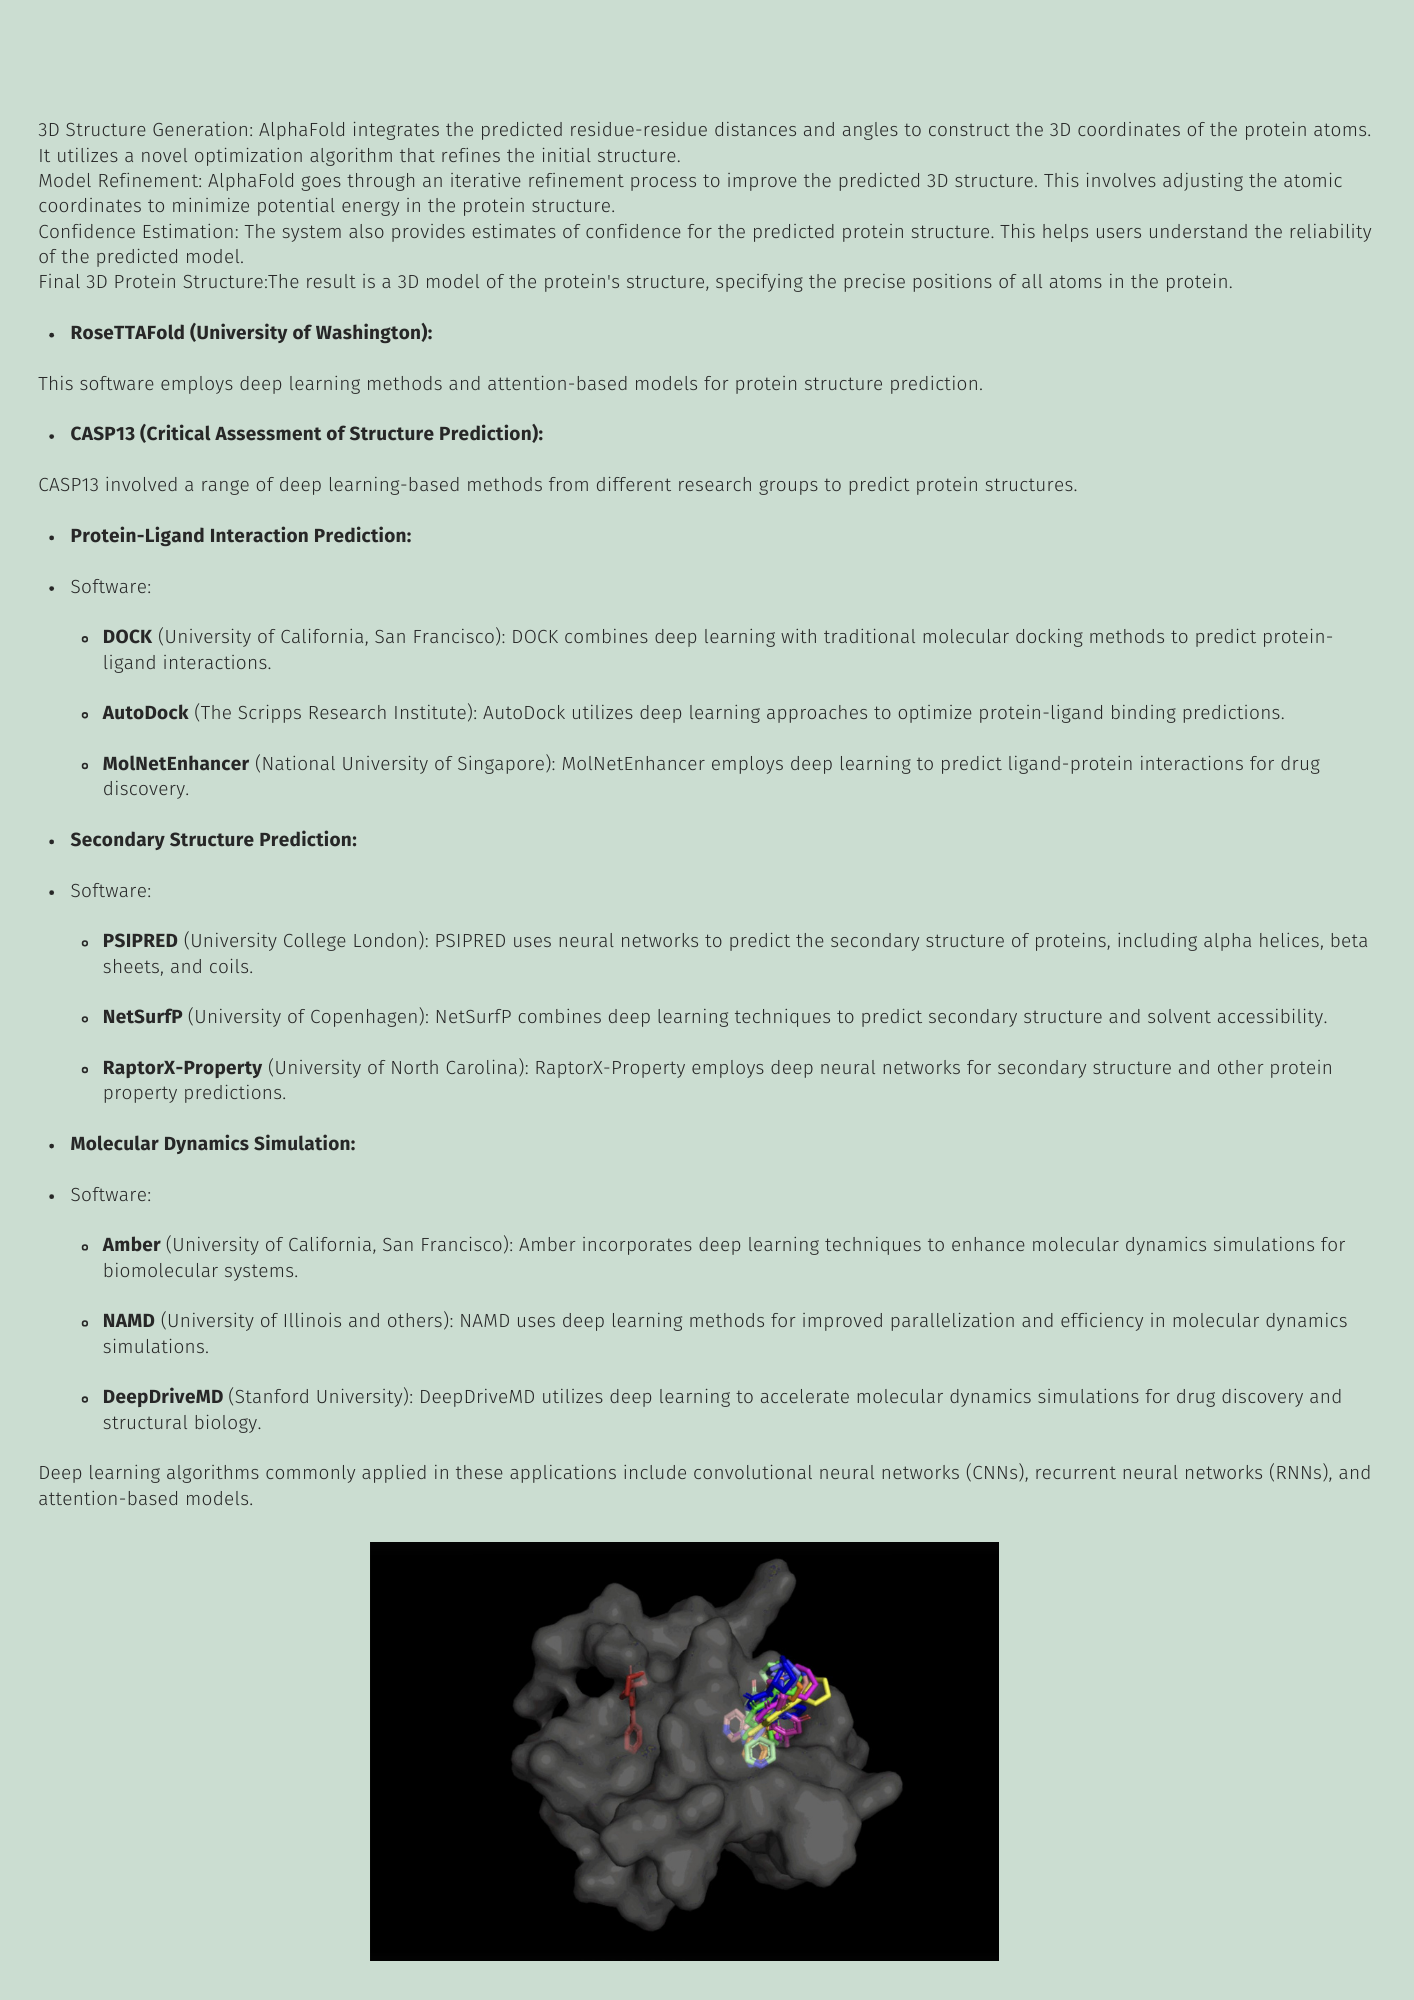 3D Structure Generation: AlphaFold integrates the predicted residue-residue distances and angles to construct the 3D coordinates of the protein atoms.
It utilizes a novel optimization algorithm that refines the initial structure.
Model Refinement: AlphaFold goes through an iterative refinement process to improve the predicted 3D structure. This involves adjusting the atomic
coordinates to minimize potential energy in the protein structure.
Confidence Estimation: The system also provides estimates of confidence for the predicted protein structure. This helps users understand the reliability
of the predicted model.
Final 3D Protein Structure:The result is a 3D model of the protein's structure, specifying the precise positions of all atoms in the protein.
• RoseTTAFold (University of Washington):
This software employs deep learning methods and attention-based models for protein structure prediction.
• CASP13 (Critical Assessment of Structure Prediction):
CASP13 involved a range of deep learning-based methods from different research groups to predict protein structures.
• Protein-Ligand Interaction Prediction:
• Software:
◦ DOCK (University of California, San Francisco): DOCK combines deep learning with traditional molecular docking methods to predict protein-
ligand interactions.
◦ AutoDock (The Scripps Research Institute): AutoDock utilizes deep learning approaches to optimize protein-ligand binding predictions.
◦ MolNetEnhancer (National University of Singapore): MolNetEnhancer employs deep learning to predict ligand-protein interactions for drug
discovery.
• Secondary Structure Prediction:
• Software:
◦ PSIPRED (University College London): PSIPRED uses neural networks to predict the secondary structure of proteins, including alpha helices, beta
sheets, and coils.
◦ NetSurfP (University of Copenhagen): NetSurfP combines deep learning techniques to predict secondary structure and solvent accessibility.
◦ RaptorX-Property (University of North Carolina): RaptorX-Property employs deep neural networks for secondary structure and other protein
property predictions.
• Molecular Dynamics Simulation:
• Software:
◦ Amber (University of California, San Francisco): Amber incorporates deep learning techniques to enhance molecular dynamics simulations for
biomolecular systems.
◦ NAMD (University of Illinois and others): NAMD uses deep learning methods for improved parallelization and efficiency in molecular dynamics
simulations.
◦ DeepDriveMD (Stanford University): DeepDriveMD utilizes deep learning to accelerate molecular dynamics simulations for drug discovery and
structural biology.
Deep learning algorithms commonly applied in these applications include convolutional neural networks (CNNs), recurrent neural networks (RNNs), and
attention-based models.